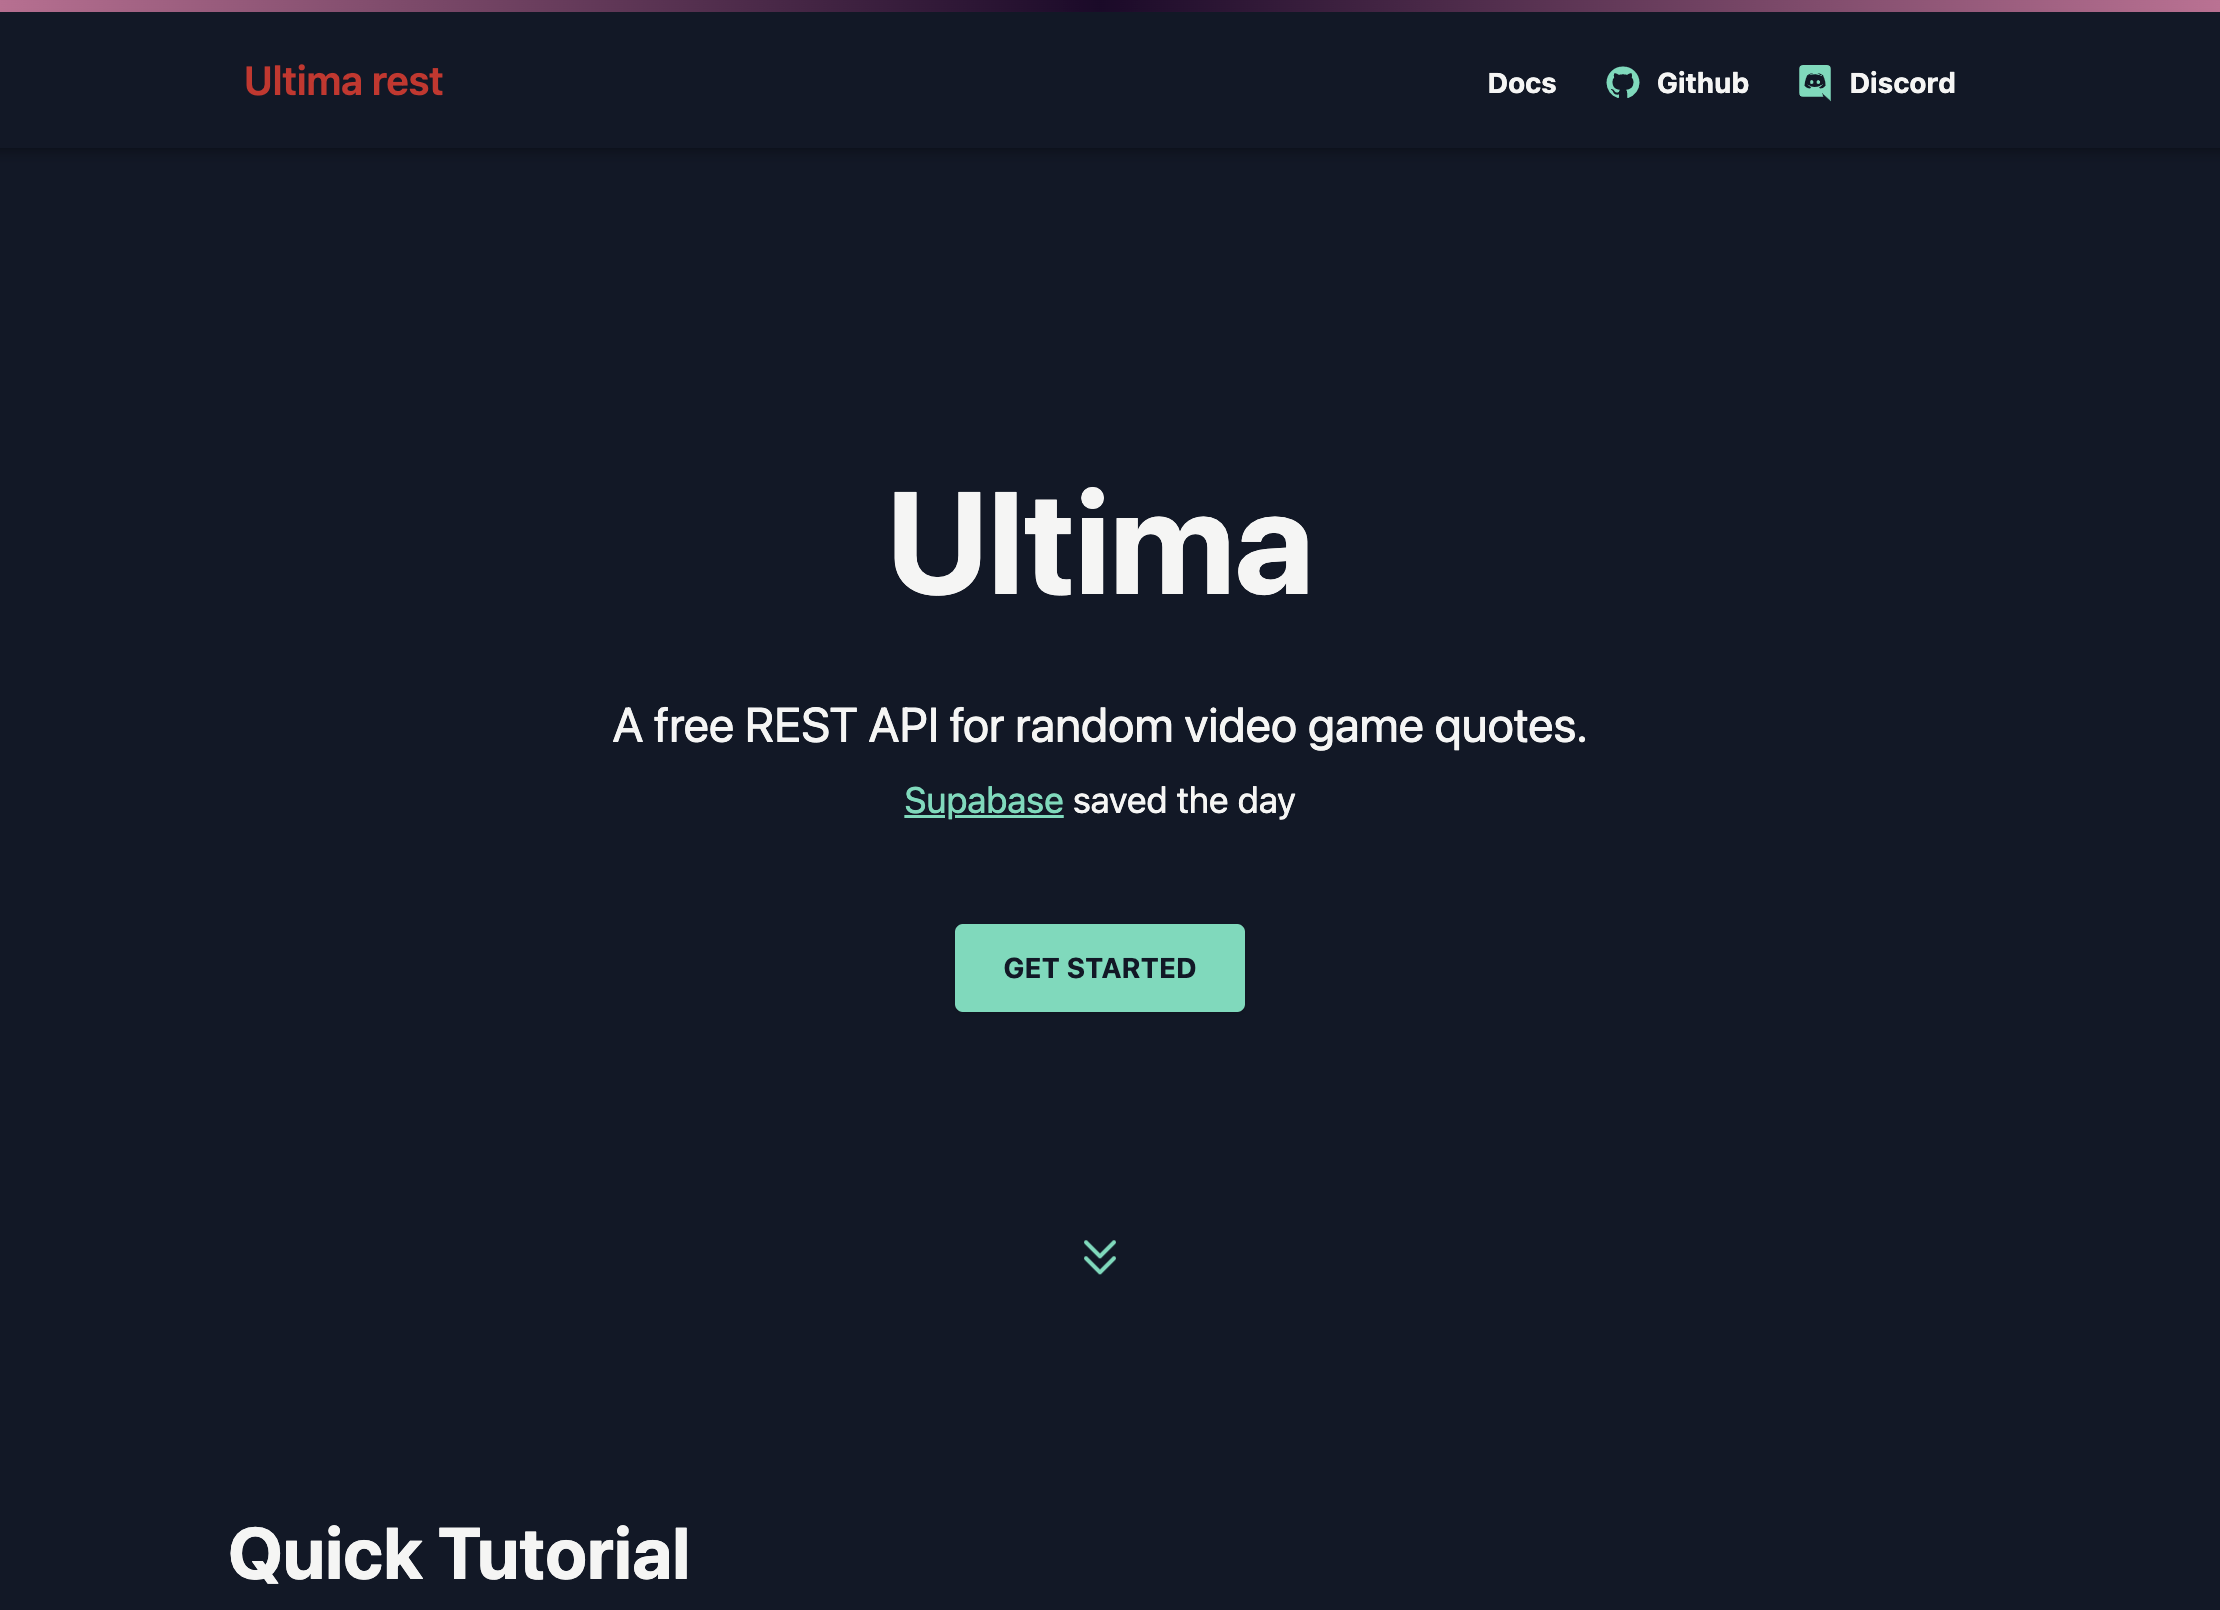 Ultima rest
Docs
Github
Discord
Ultima
A free REST API for random video game quotes.
Supabase saved the day
GET STARTED
Quick Tutorial